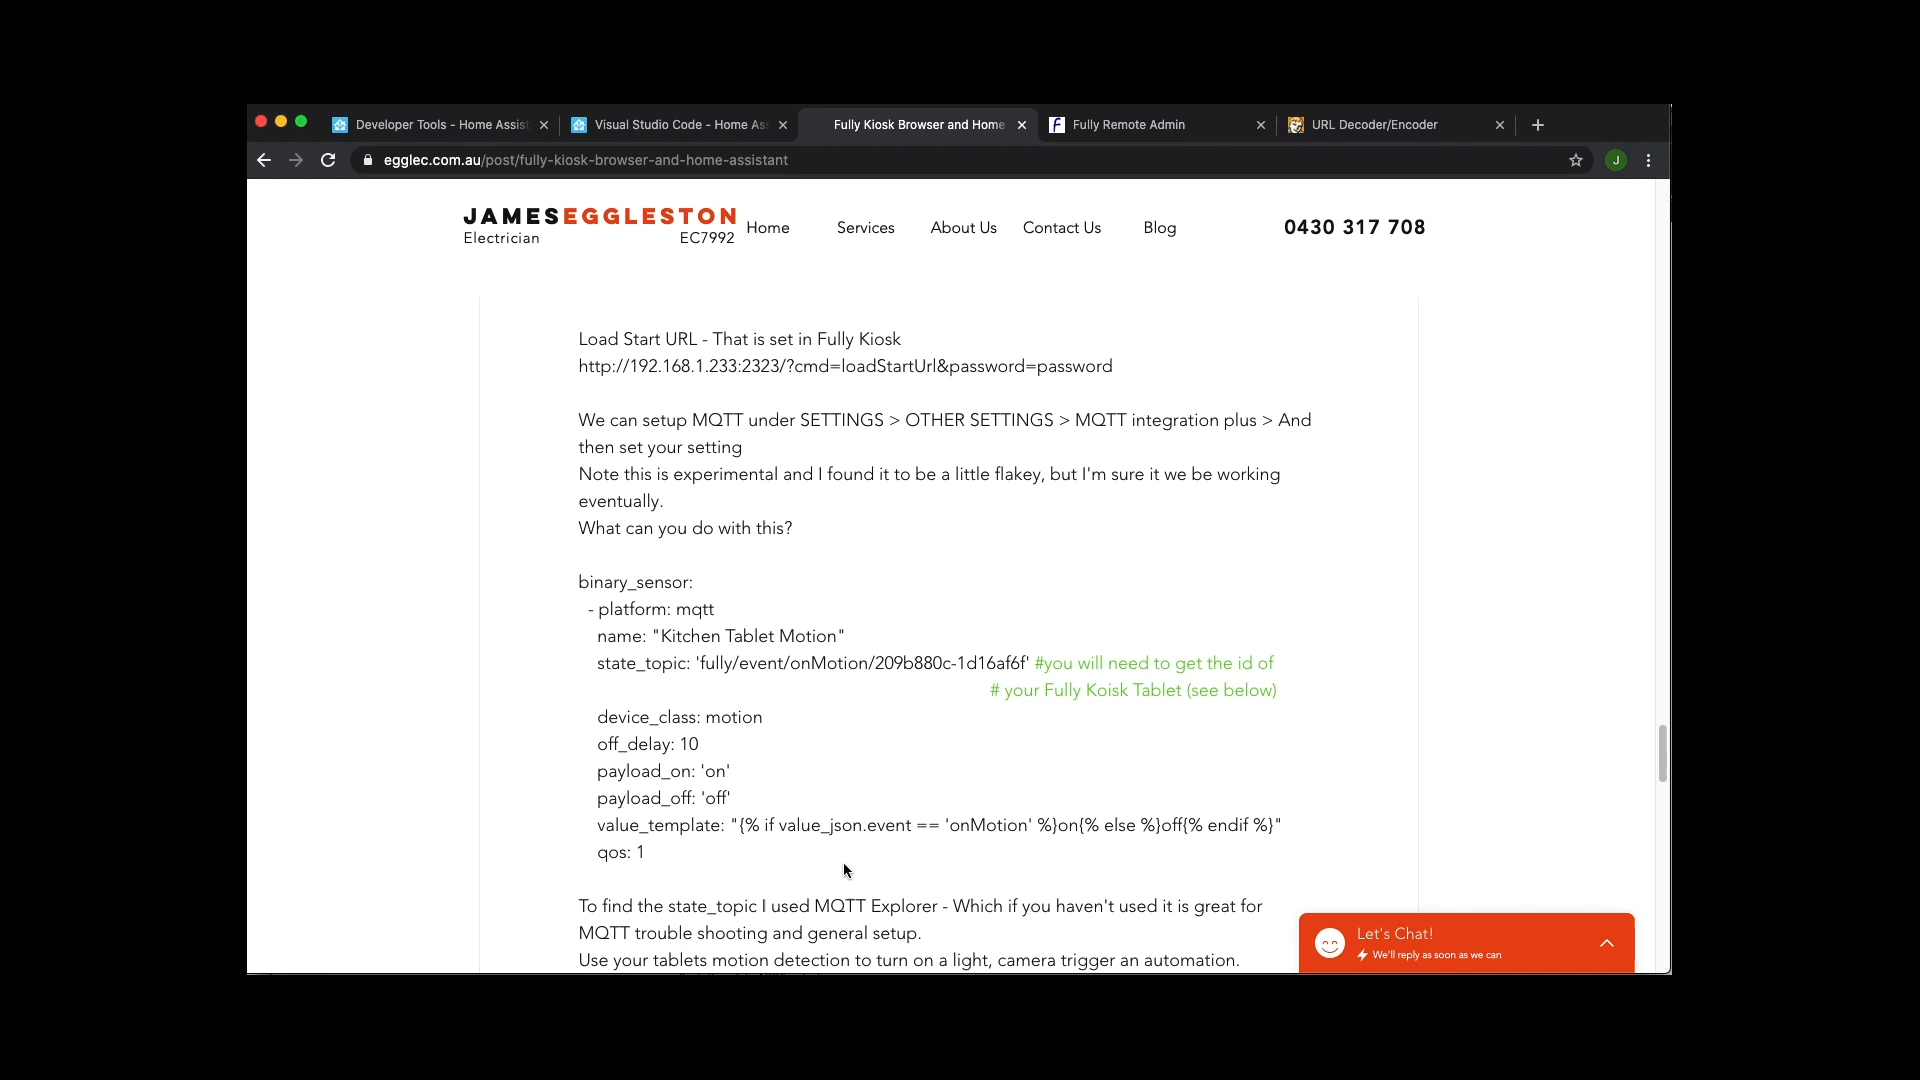 Developer Tools - Home Assist
Visual Studio Code - Home As
Fully Kiosk Browser and Home
Fully Remote Admin
URL Decoder/Encoder
egglec.com.au/post/fully-kiosk-browser-and-home-assistant
J
JAMESEGGLESTON
Electrician EC7992
Home Services About Us Contact Us Blog
0430 317 708
Load Start URL - That is set in Fully Kiosk
http://192.168.1.233:2323/?cmd=loadStartUrl&password=password
We can setup MQTT under SETTINGS > OTHER SETTINGS > MQTT integration plus > And
then set your setting
Note this is experimental and I found it to be a little flakey, but I'm sure it we be working
eventually.
What can you do with this?
binary_sensor:
- platform: mqtt
name: "Kitchen Tablet Motion"
state_topic: 'fully/event/onMotion/209b880c-1d16af6f' #you will need to get the id of
# your Fully Koisk Tablet (see below)
device_class: motion
off_delay: 10
payload_on: 'on'
payload_off: 'off'
value_template: "{% if value_json.event == 'onMotion' %}on{% else %}off{% endif %}"
qos: 1
To find the state_topic I used MQTT Explorer - Which if you haven't used it is great for
MQTT trouble shooting and general setup.
Use your tablets motion detection to turn on a light, camera trigger an automation.
Let's Chat!
We'll reply as soon as we can